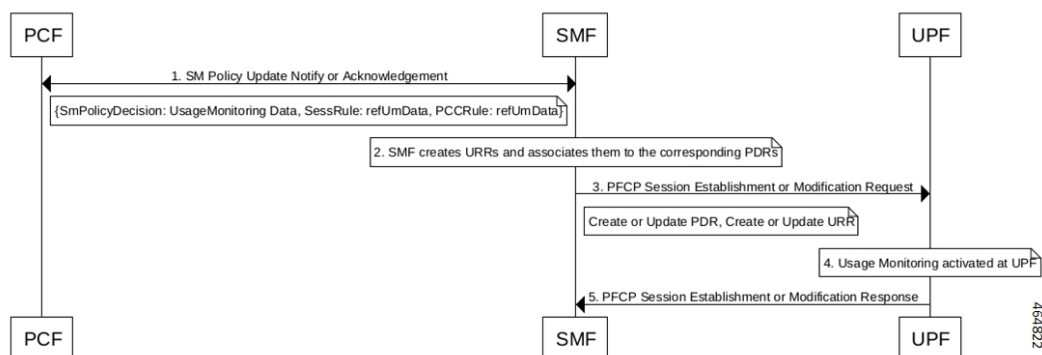 PCF
SMF
UPF
1. SM Policy Update Notify or Acknowledgement
{SmPolicyDecision: UsageMonitoring Data, SessRule: refUmData, PCCRule: refUmData}
2. SMF creates URRs and associates them to the corresponding PDRs
3. PFCP Session Establishment or Modification Request
Create or Update PDR, Create or Update URR
4. Usage Monitoring activated at UPF
5. PFCP Session Establishment or Modification Response
PCF
SMF
UPF
464822